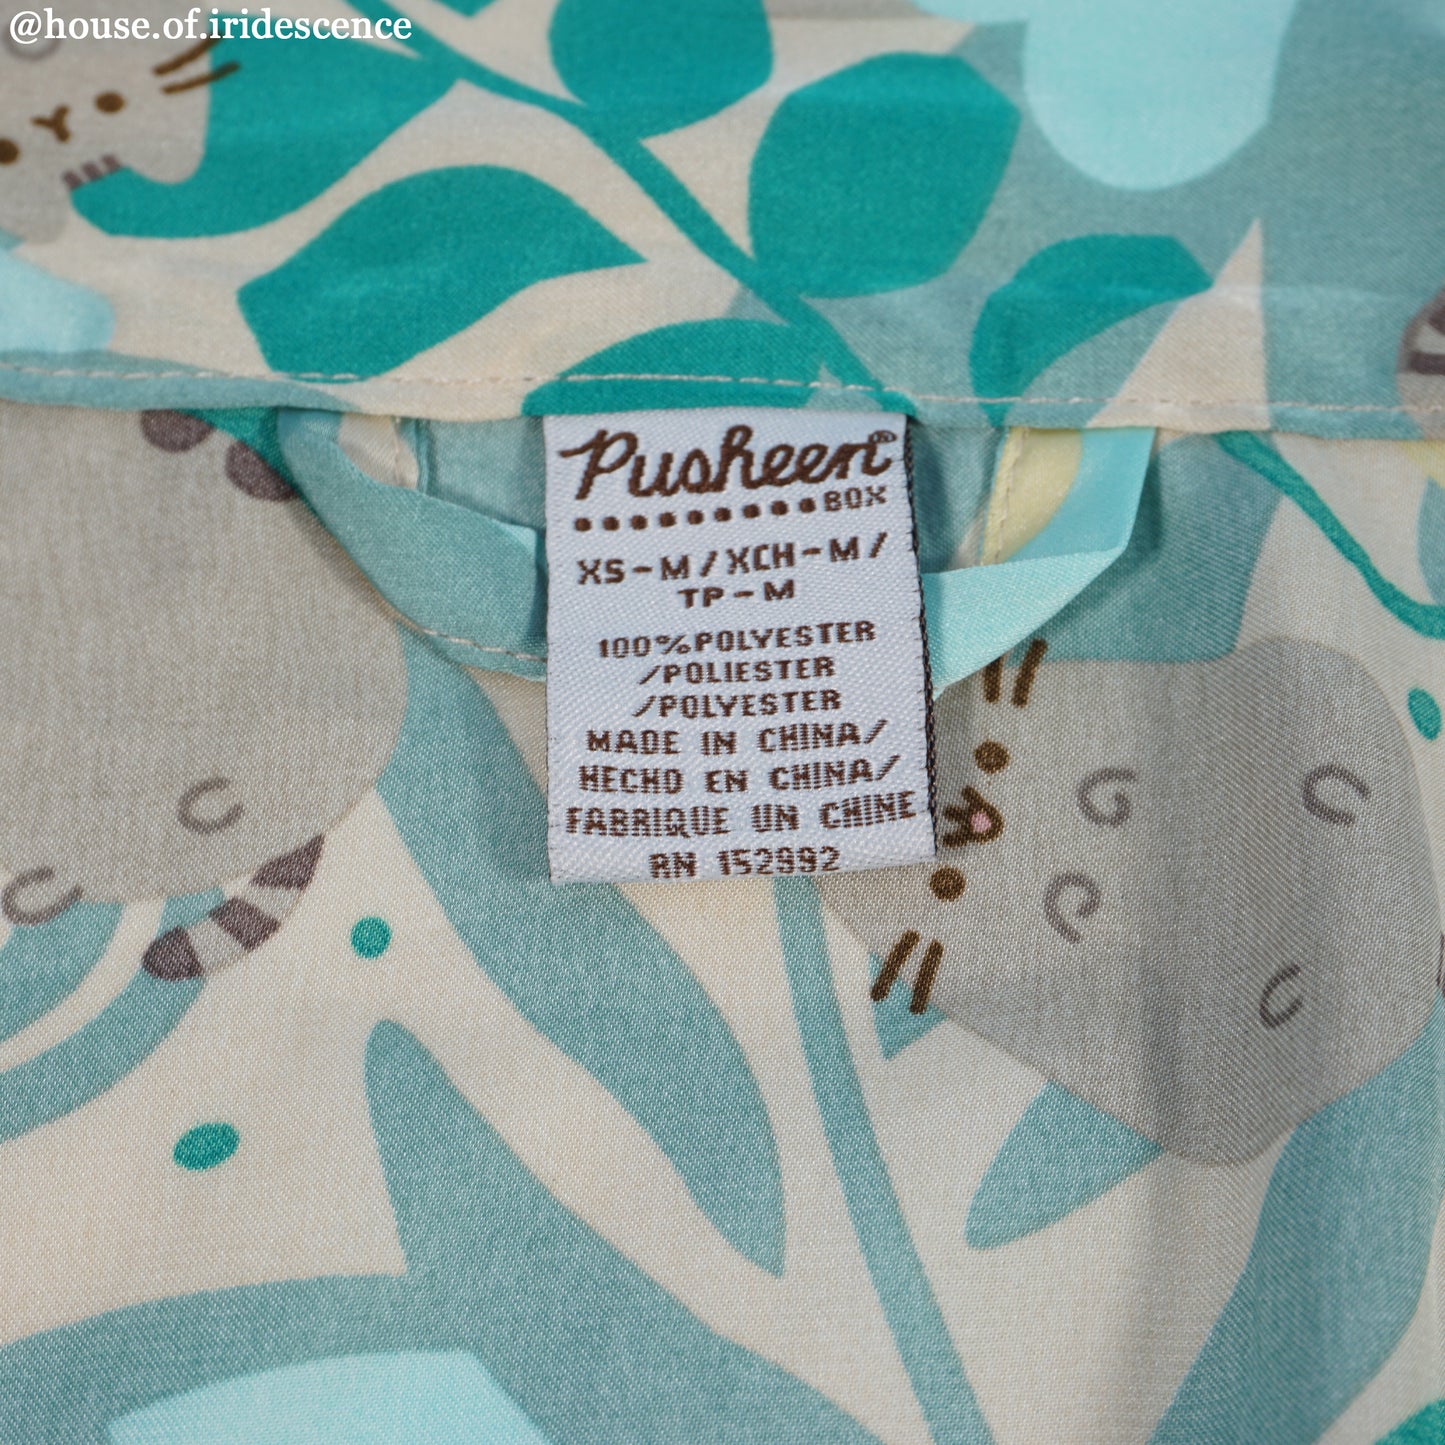 @house.of.iridescence
Pusheen
BOX
XS-M/XCH-M/
TP-M
100%POLYESTER
/POLIESTER
/POLYESTER
MADE IN CHINA/
HECHO EN CHINA/
FABRIQUE UN CHINE
RN 152992